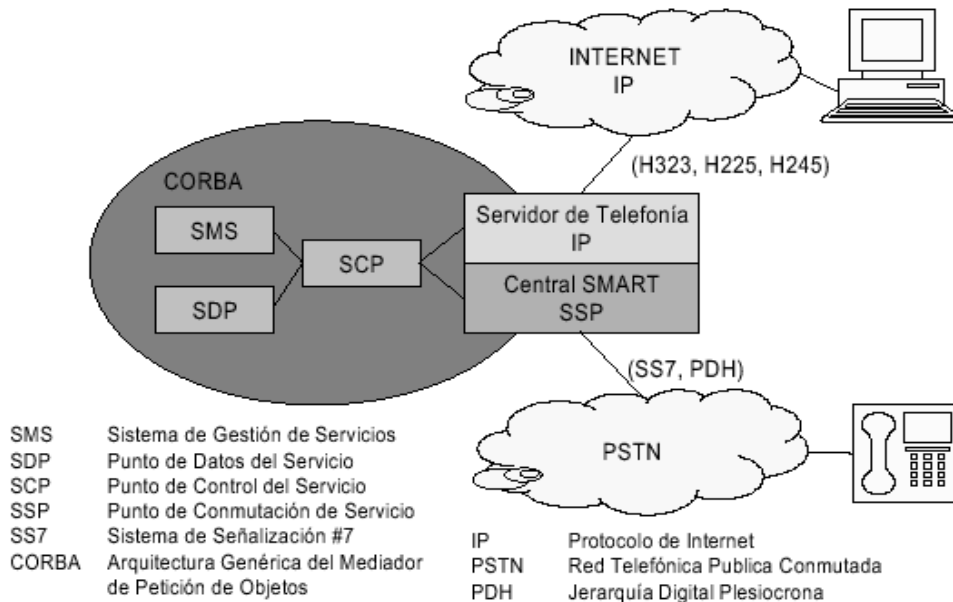 INTERNET
IP
(H323, H225, H245)
CORBA
SMS
SCP
SDP
Servidor de Telefonía
IP
Central SMART
SSP
(SS7, PDH)
PSTN
SMS Sistema de Gestión de Servicios
SDP Punto de Datos del Servicio
SCP Punto de Control del Servicio
SSP Punto de Conmutación de Servicio
SS7 Sistema de Señalización #7
CORBA Arquitectura Genérica del Mediador
de Petición de Objetos
IP Protocolo de Internet
PSTN Red Telefónica Publica Conmutada
PDH Jerarquía Digital Plesiocrona